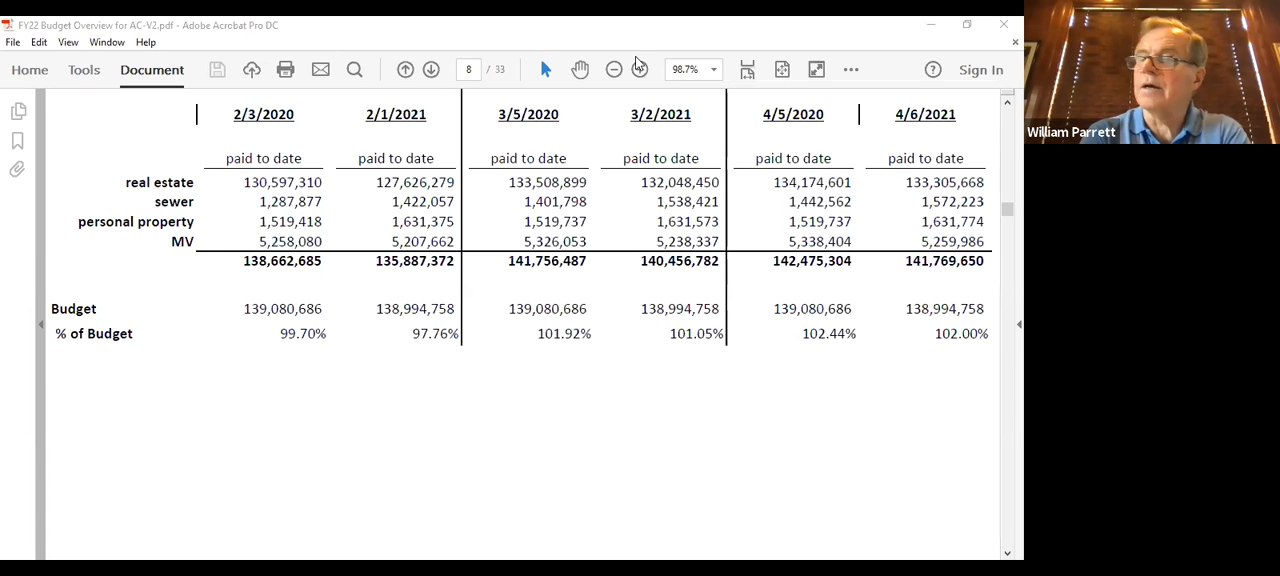 FY22 Budget Overview for AC-V2.pdf - Adobe Acrobat Pro DC
File Edit View Window Help
Home Tools Document 8 / 33 98.7% Sign In
2/3/2020 2/1/2021 3/5/2020 3/2/2021 4/5/2020 4/6/2021
paid to date paid to date paid to date paid to date paid to date paid to date
real estate 130,597,310 127,626,279 133,508,899 132,048,450 134,174,601 133,305,668
sewer 1,287,877 1,422,057 1,401,798 1,538,421 1,442,562 1,572,223
personal property 1,519,418 1,631,375 1,519,737 1,631,573 1,519,737 1,631,774
MV 5,258,080 5,207,662 5,326,053 5,238,337 5,338,404 5,259,986
138,662,685 135,887,372 141,756,487 140,456,782 142,475,304 141,769,650
Budget 139,080,686 138,994,758 139,080,686 138,994,758 139,080,686 138,994,758
% of Budget 99.70% 97.76% 101.92% 101.05% 102.44% 102.00%
William Parrett